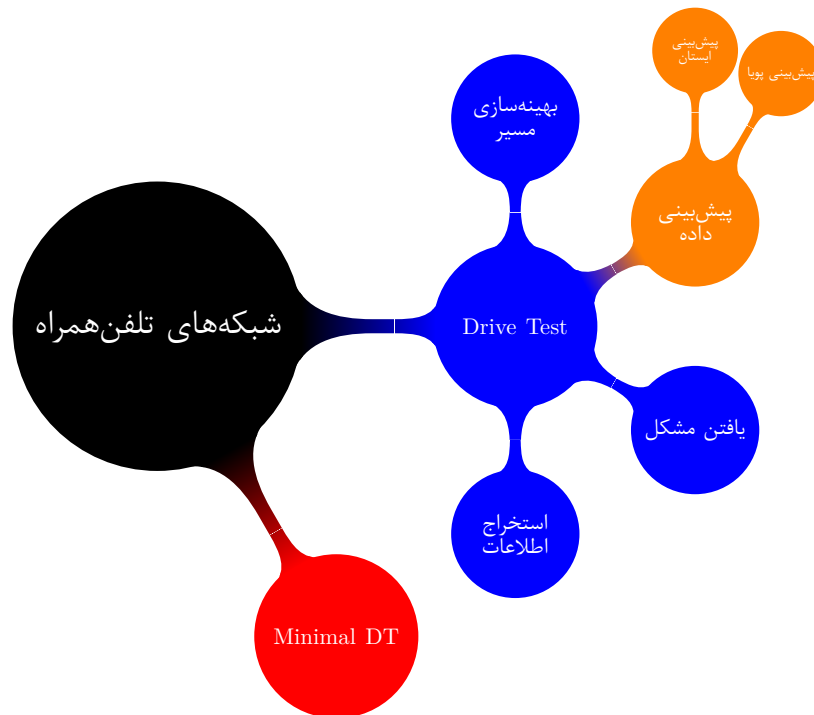 پیش‌بینی
ایستان
پیش‌بینی پویا
بهینه‌سازی
مسیر
پیش‌بینی
داده
شبکه‌های تلفن‌همراه
Drive Test
یافتن مشکل
استخراج
اطلاعات
Minimal DT